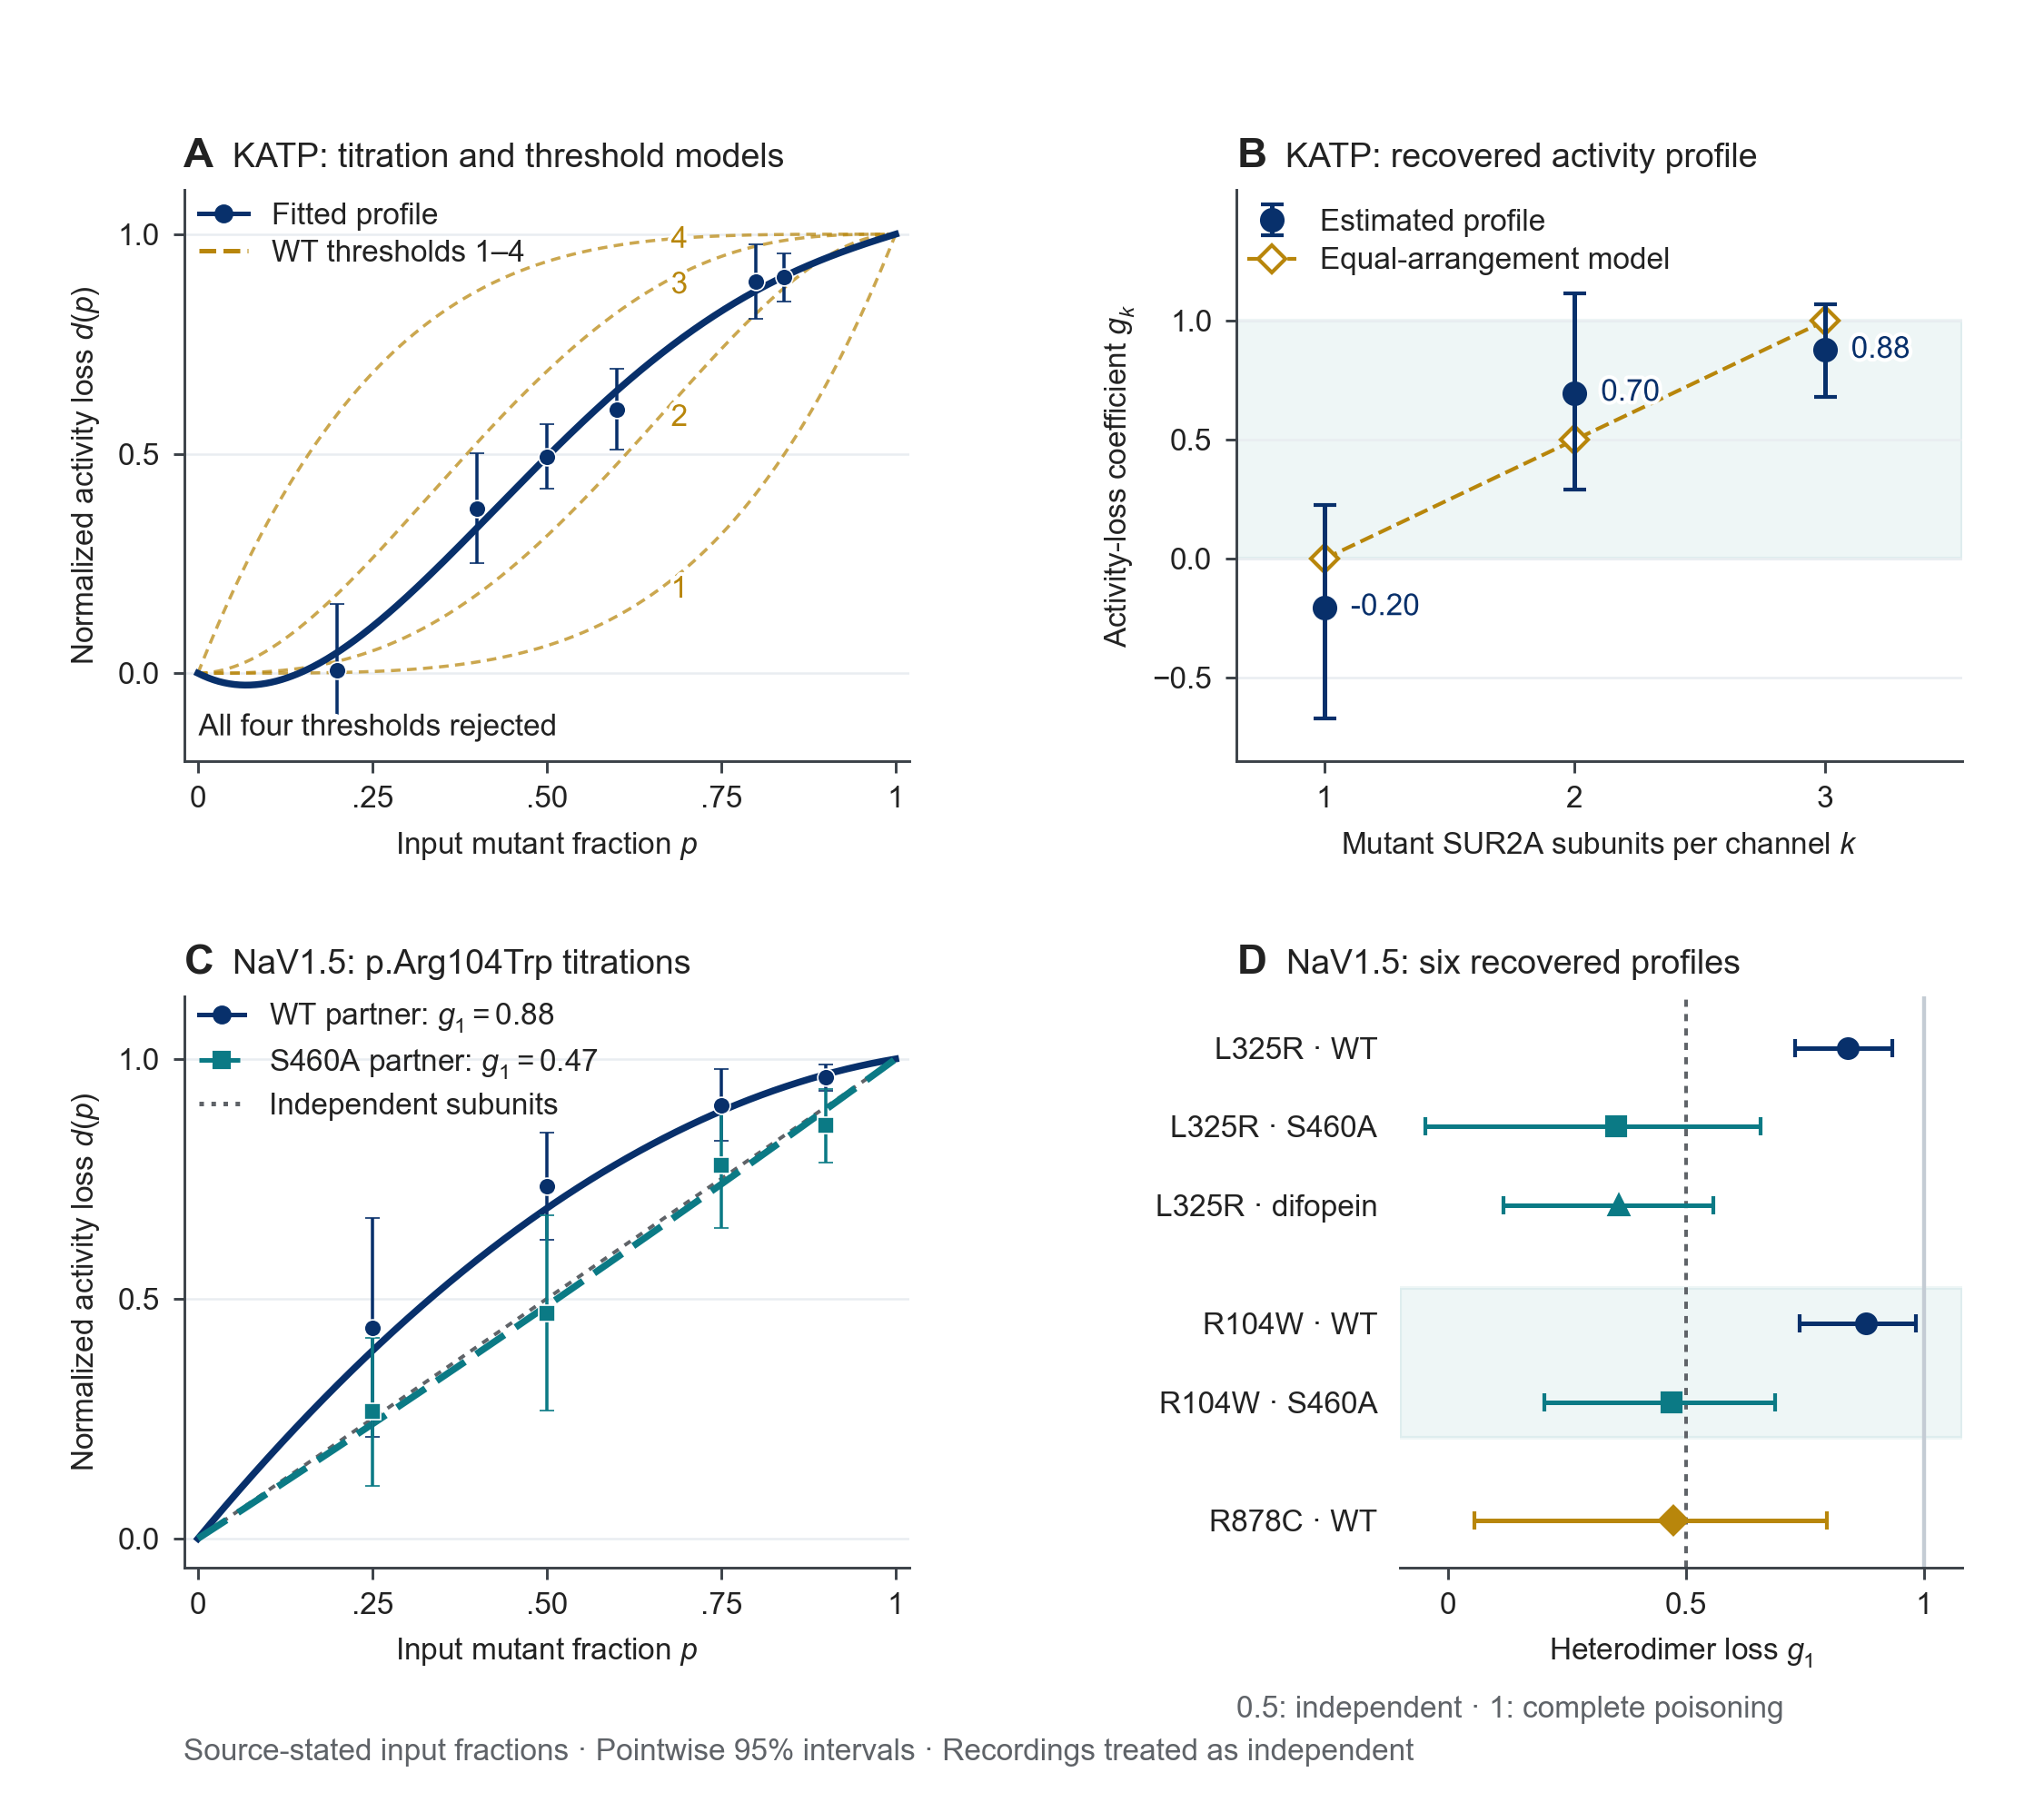 A KATP: titration and threshold models
Fitted profile
WT thresholds 1–4
4
3
2
1
1.0
0.5
0.0
All four thresholds rejected
0 .25 .50 .75 1
Input mutant fraction p
Normalized activity loss d(p)
B KATP: recovered activity profile
Estimated profile
Equal-arrangement model
1.0
0.5
0.0
−0.5
0.88
0.70
-0.20
1 2 3
Mutant SUR2A subunits per channel k
Activity-loss coefficient gk
C NaV1.5: p.Arg104Trp titrations
WT partner: g1 = 0.88
S460A partner: g1 = 0.47
Independent subunits
1.0
0.5
0.0
0 .25 .50 .75 1
Input mutant fraction p
Normalized activity loss d(p)
D NaV1.5: six recovered profiles
L325R · WT
L325R · S460A
L325R · difopein
R104W · WT
R104W · S460A
R878C · WT
0 0.5 1
Heterodimer loss g1
0.5: independent · 1: complete poisoning
Source-stated input fractions · Pointwise 95% intervals · Recordings treated as independent